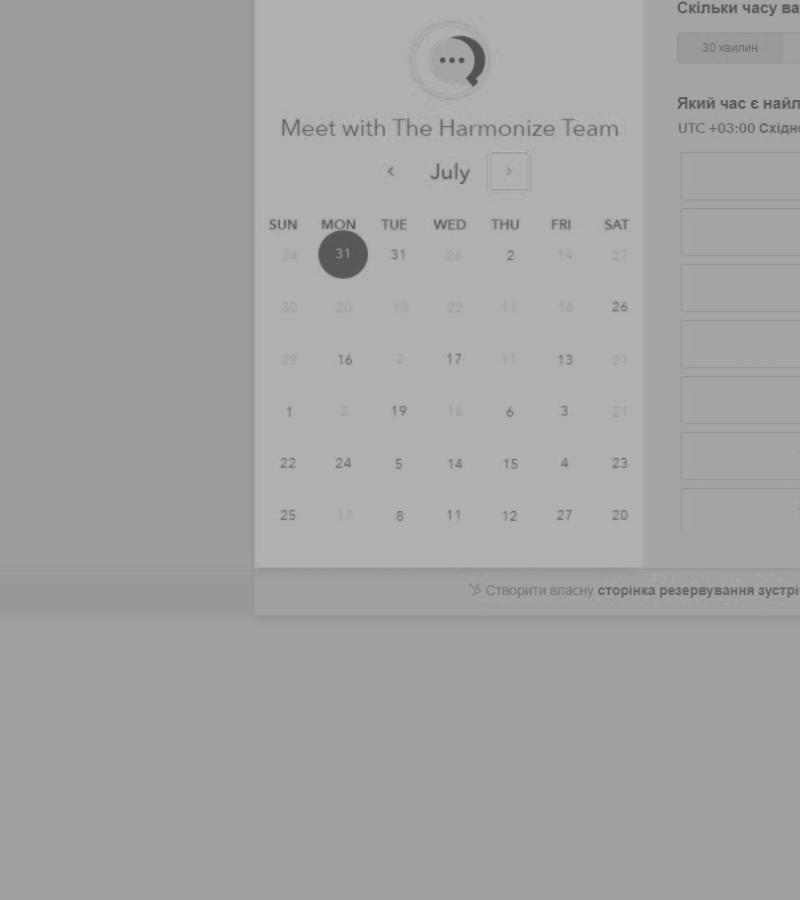 Скільки часу ва
30 хвилин
Який час є найл
UTC +03:00 Східно
Meet with The Harmonize Team
July
SUN MON TUE WED THU FRI SAT
24 31 31 26 2 14 27
30 20 10 22 11 16 26
29 16 2 17 11 13 21
1 2 19 16 6 3 21
22 24 5 14 15 4 23
25 17 8 11 12 27 20
Створити власну сторінка резервування зустрі